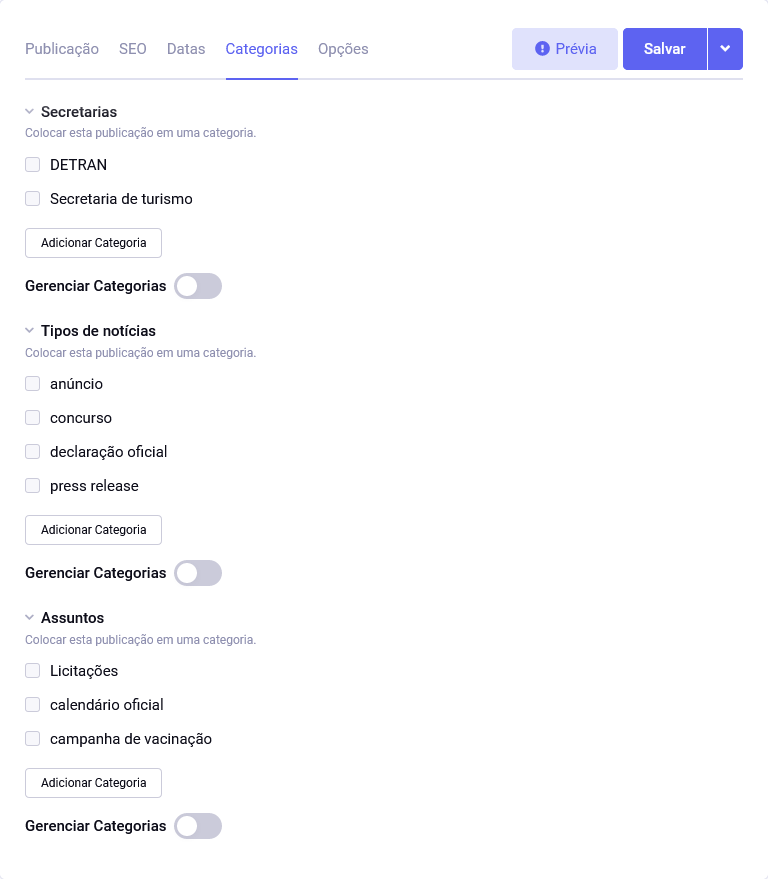 Publicação SEO Datas Categorias Opções Prévia Salvar
Secretarias
Colocar esta publicação em uma categoria.
DETRAN
Secretaria de turismo
Adicionar Categoria
Gerenciar Categorias
Tipos de notícias
Colocar esta publicação em uma categoria.
anúncio
concurso
declaração oficial
press release
Adicionar Categoria
Gerenciar Categorias
Assuntos
Colocar esta publicação em uma categoria.
Licitações
calendário oficial
campanha de vacinação
Adicionar Categoria
Gerenciar Categorias